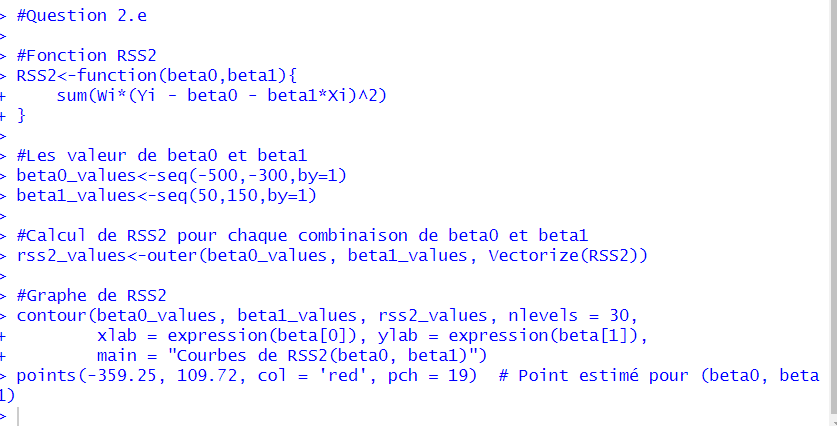 > #Question 2.e
>
>
> #Fonction RSS2
> RSS2<-function(beta0,beta1){
+     sum(Wi*(Yi - beta0 - beta1*Xi)^2)
+ }
>
> #Les valeur de beta0 et beta1
> beta0_values<-seq(-500,-300,by=1)
> beta1_values<-seq(50,150,by=1)
>
> #Calcul de RSS2 pour chaque combinaison de beta0 et beta1
> rss2_values<-outer(beta0_values, beta1_values, Vectorize(RSS2))
>
> #Graphe de RSS2
> contour(beta0_values, beta1_values, rss2_values, nlevels = 30,
+         xlab = expression(beta[0]), ylab = expression(beta[1]),
+         main = "Courbes de RSS2(beta0, beta1)")
> points(-359.25, 109.72, col = 'red', pch = 19)  # Point estimé pour (beta0, beta
1)
>